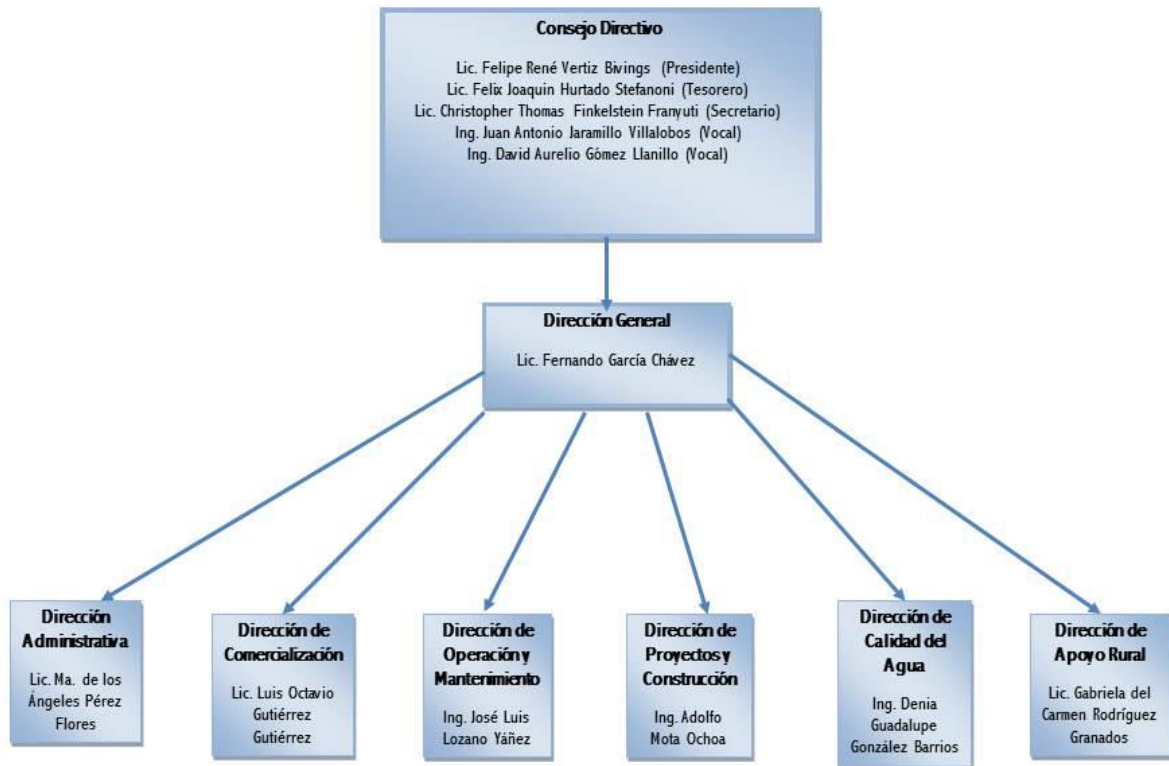 Consejo Directivo
Lic. Felipe René Vertiz Bivings (Presidente)
Lic. Felix Joaquin Hurtado Stefanoni (Tesorero)
Lic. Christopher Thomas Finkelstein Franyuti (Secretario)
Ing. Juan Antonio Jaramillo Villalobos (Vocal)
Ing. David Aurelio Gómez Llanillo (Vocal)
Dirección General
Lic. Fernando García Chávez
Dirección
Administrativa
Lic. Ma. de los
Ángeles Pérez
Flores
Dirección de
Comercialización
Lic. Luis Octavio
Gutiérrez
Gutiérrez
Dirección de
Operación y
Mantenimiento
Ing. José Luis
Lozano Yáñez
Dirección de
Proyectos y
Construcción
Ing. Adolfo
Mota Ochoa
Dirección de
Calidad del
Agua
Ing. Denia
Guadalupe
González Barrios
Dirección de
Apoyo Rural
Lic. Gabriela del
Carmen Rodríguez
Granados